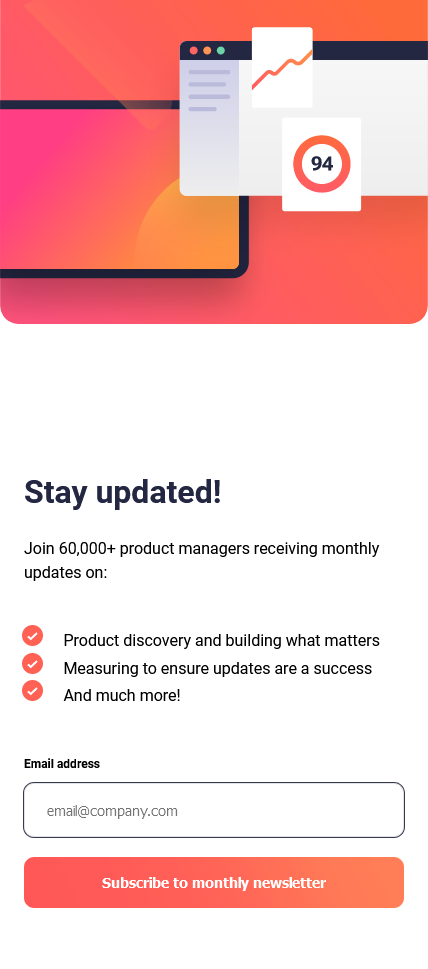 94
Stay updated!
Join 60,000+ product managers receiving monthly
updates on:
Product discovery and building what matters
Measuring to ensure updates are a success
And much more!
Email address
email@company.com
Subscribe to monthly newsletter